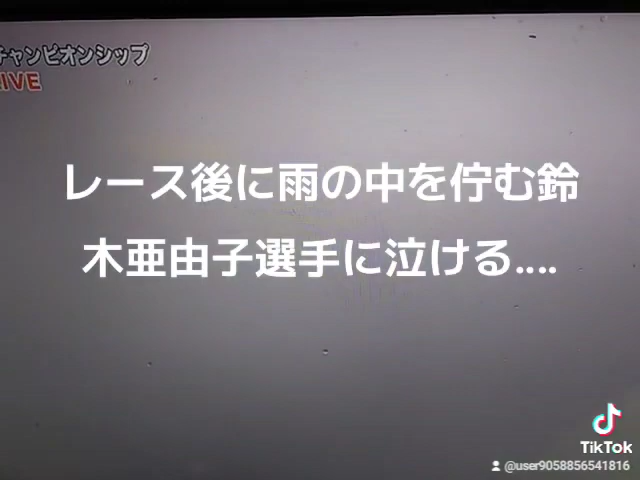 チャンピオンシップ
LIVE
レース後に雨の中を佇む鈴
木亜由子選手に泣ける....
TikTok
@user9058856541816